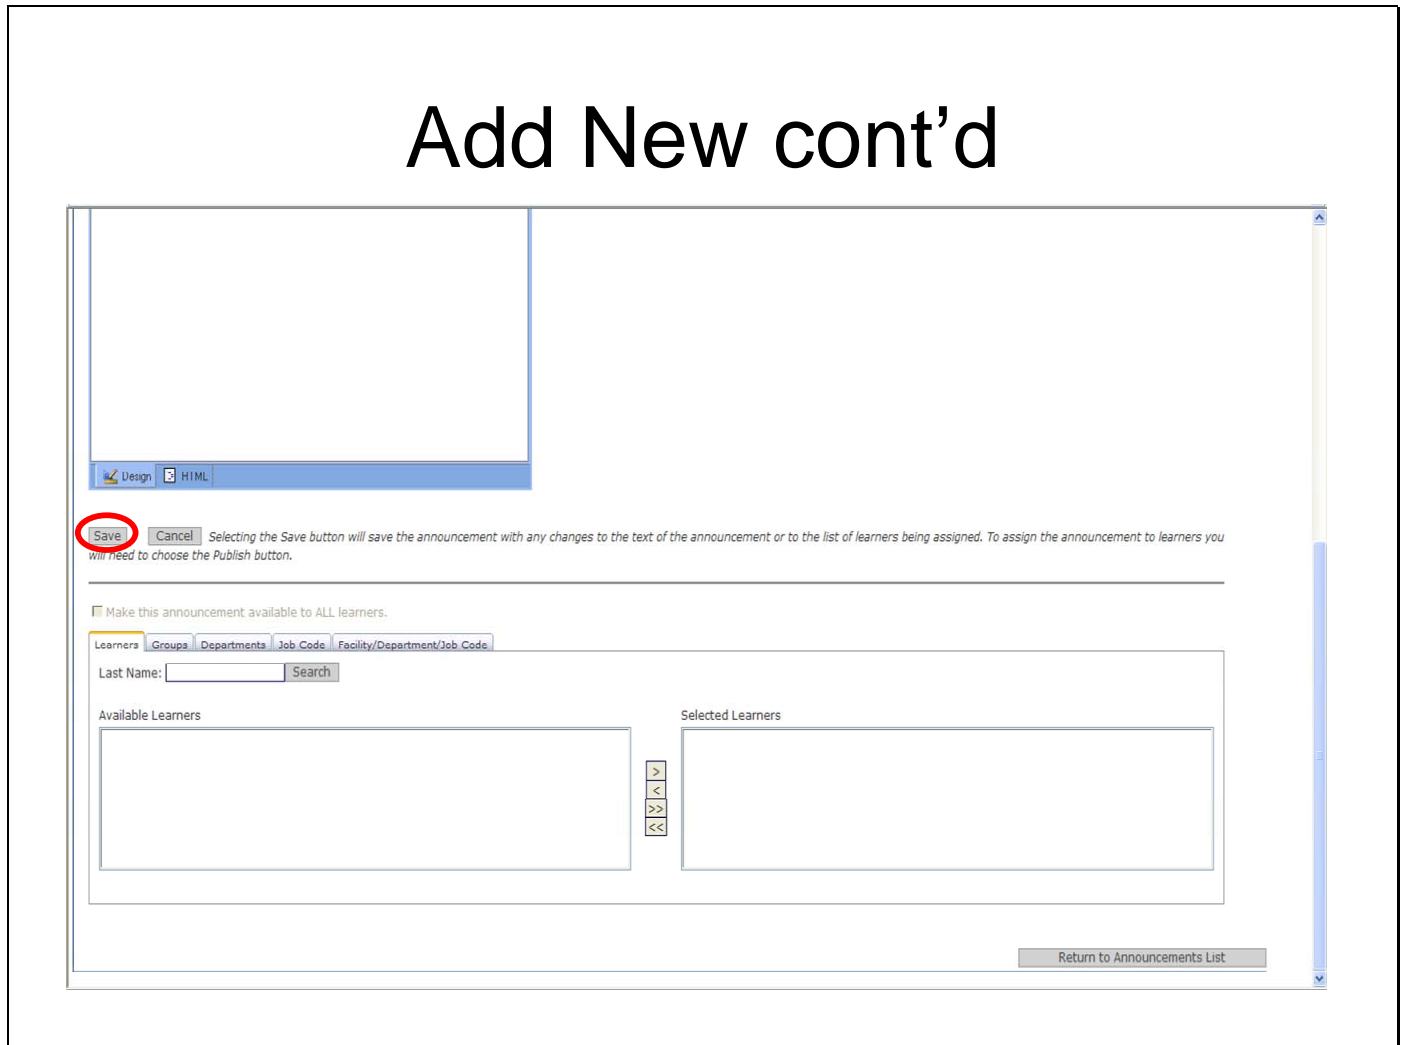 Add New cont’d
Design HTML
Save Cancel Selecting the Save button will save the announcement with any changes to the text of the announcement or to the list of learners being assigned. To assign the announcement to learners you
will need to choose the Publish button.
Make this announcement available to ALL learners.
Learners Groups Departments Job Code Facility/Department/Job Code
Last Name: Search
Available Learners Selected Learners
>
<
>>
<<
Return to Announcements List